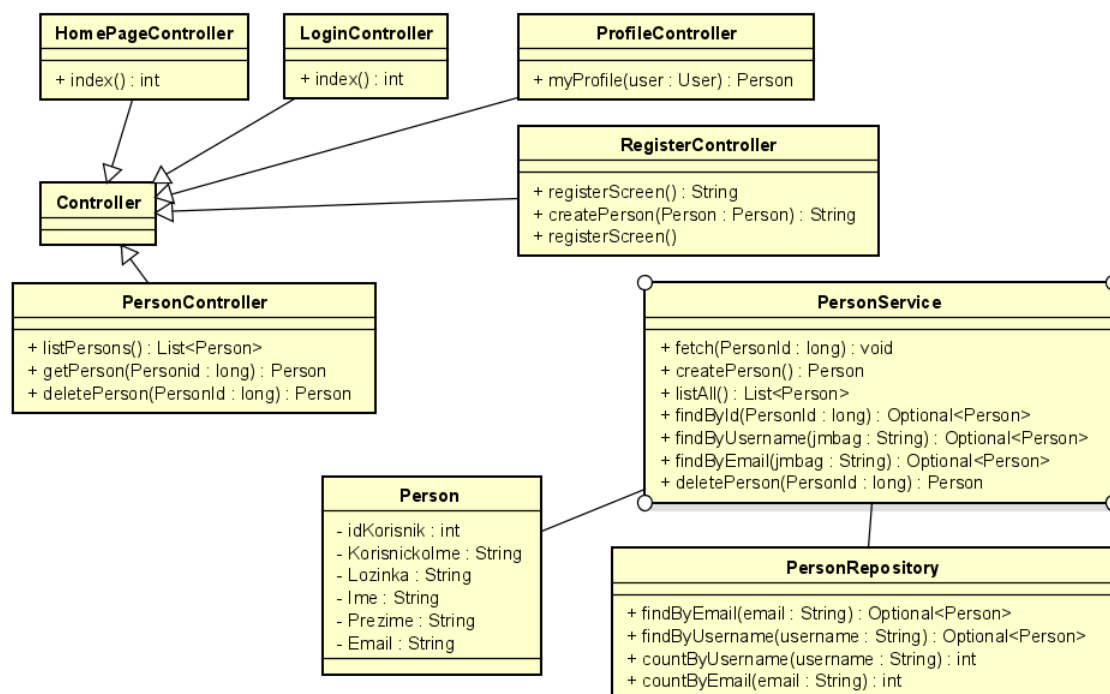 HomePageController
+ index() : int
LoginController
+ index() : int
ProfileController
+ myProfile(user : User) : Person
RegisterController
+ registerScreen() : String
+ createPerson(Person : Person) : String
+ registerScreen()
Controller
PersonController
+ listPersons() : List<Person>
+ getPerson(Personid : long) : Person
+ deletePerson(PersonId : long) : Person
PersonService
+ fetch(PersonId : long) : void
+ createPerson() : Person
+ listAll() : List<Person>
+ findById(PersonId : long) : Optional<Person>
+ findByUsername(jmbag : String) : Optional<Person>
+ findByEmail(jmbag : String) : Optional<Person>
+ deletePerson(PersonId : long) : Person
Person
- idKorisnik : int
- KorisnickoIme : String
- Lozinka : String
- Ime : String
- Prezime : String
- Email : String
PersonRepository
+ findByEmail(email : String) : Optional<Person>
+ findByUsername(username : String) : Optional<Person>
+ countByUsername(username : String) : int
+ countByEmail(email : String) : int